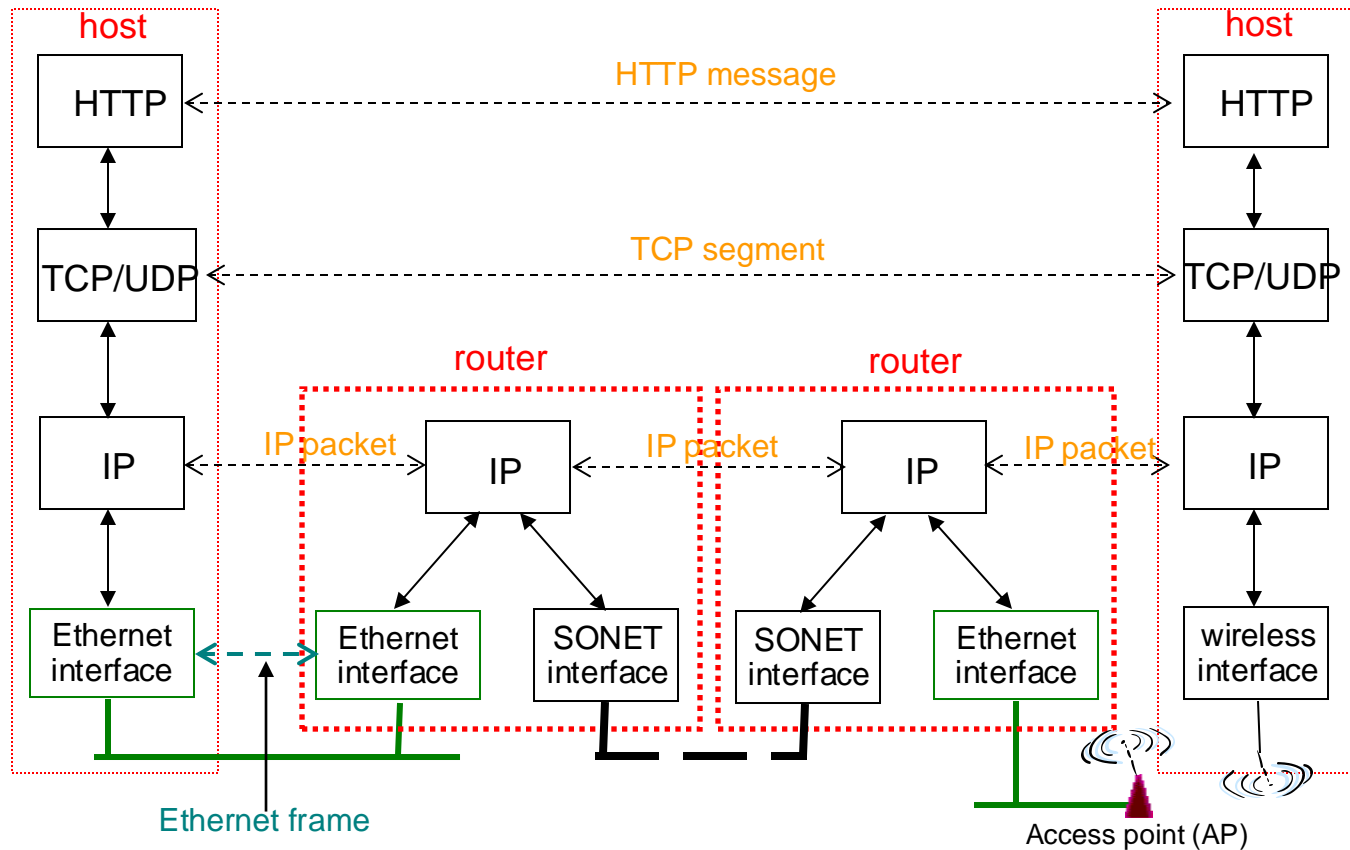 host
host
HTTP
HTTP message
HTTP
TCP/UDP
TCP segment
TCP/UDP
router
router
IP
IP packet
IP
IP packet
IP
IP packet
IP
Ethernet
interface
Ethernet
interface
SONET
interface
SONET
interface
Ethernet
interface
wireless
interface
Ethernet frame
Access point (AP)